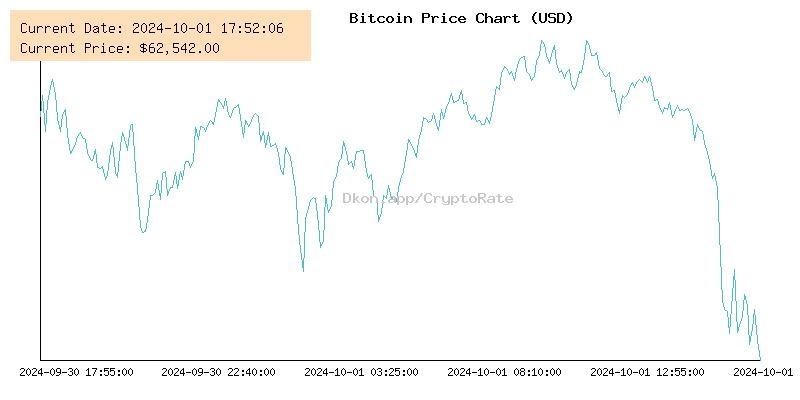 Bitcoin Price Chart (USD)
Current Date: 2024-10-01 17:52:06
Current Price: $62,542.00
Dkon.app/CryptoRate
2024-09-30 17:55:00 2024-09-30 22:40:00 2024-10-01 03:25:00 2024-10-01 08:10:00 2024-10-01 12:55:00 2024-10-01